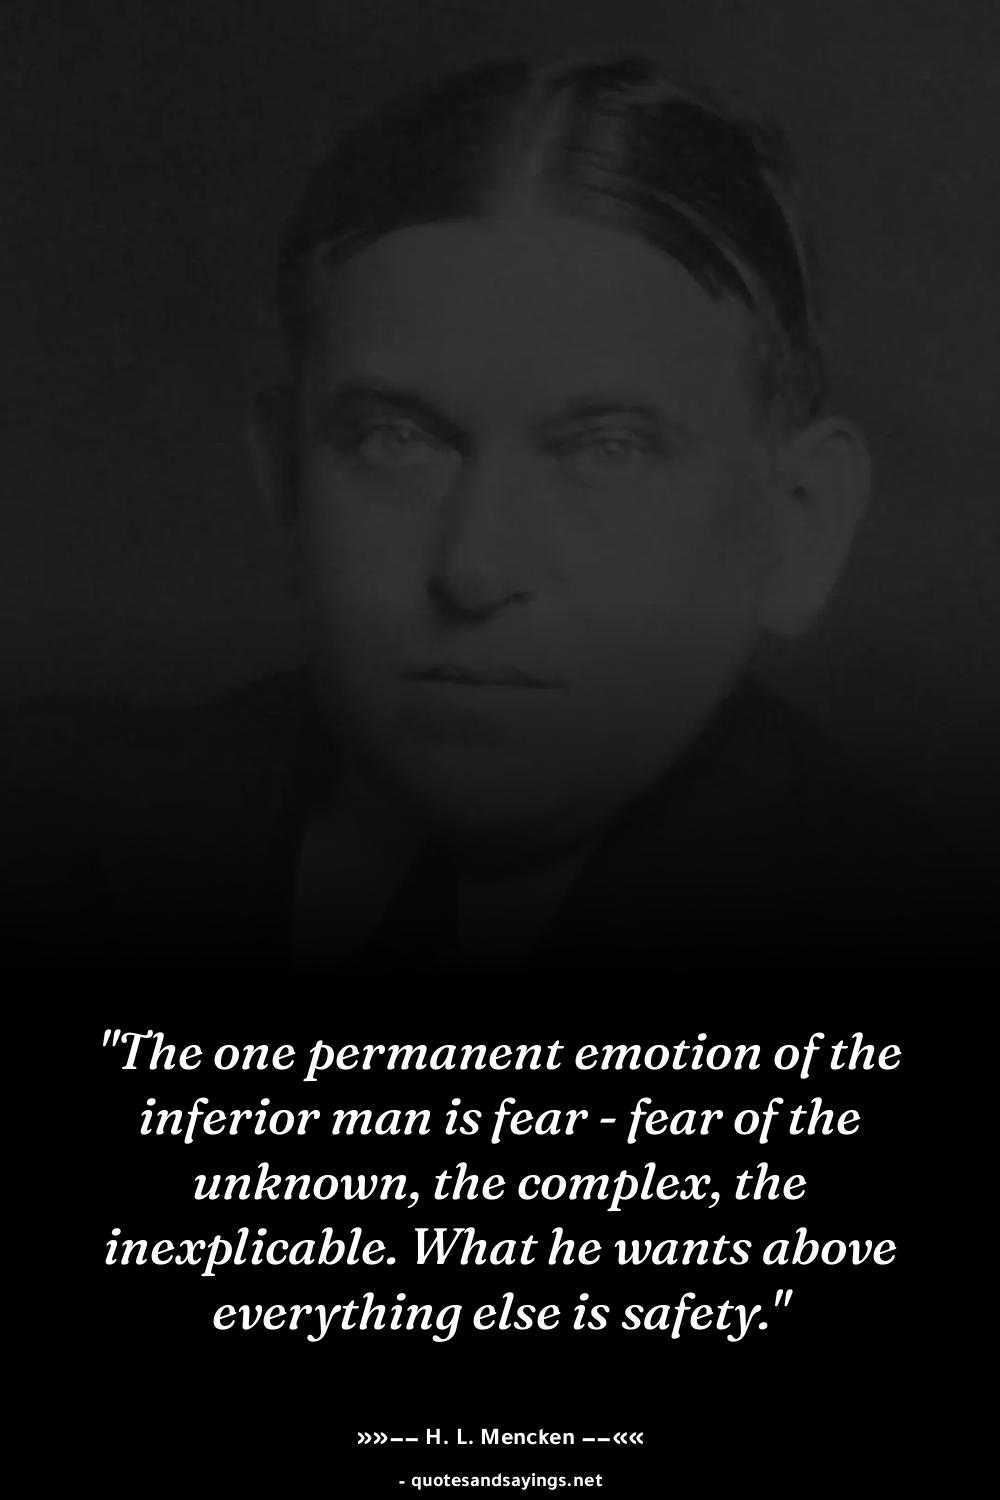 "The one permanent emotion of the
inferior man is fear - fear of the
unknown, the complex, the
inexplicable. What he wants above
everything else is safety."
»»−− H. L. Mencken −−««
- quotesandsayings.net